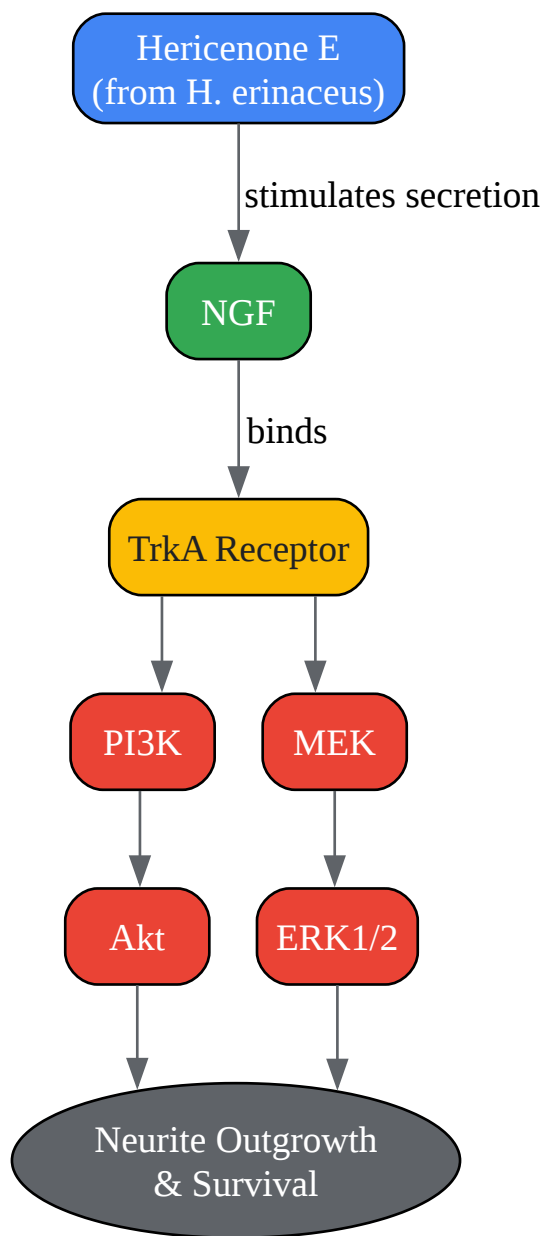 Hericenone E
(from H. erinaceus)
stimulates secretion
NGF
binds
TrkA Receptor
PI3K
MEK
Akt
ERK1/2
Neurite Outgrowth
& Survival